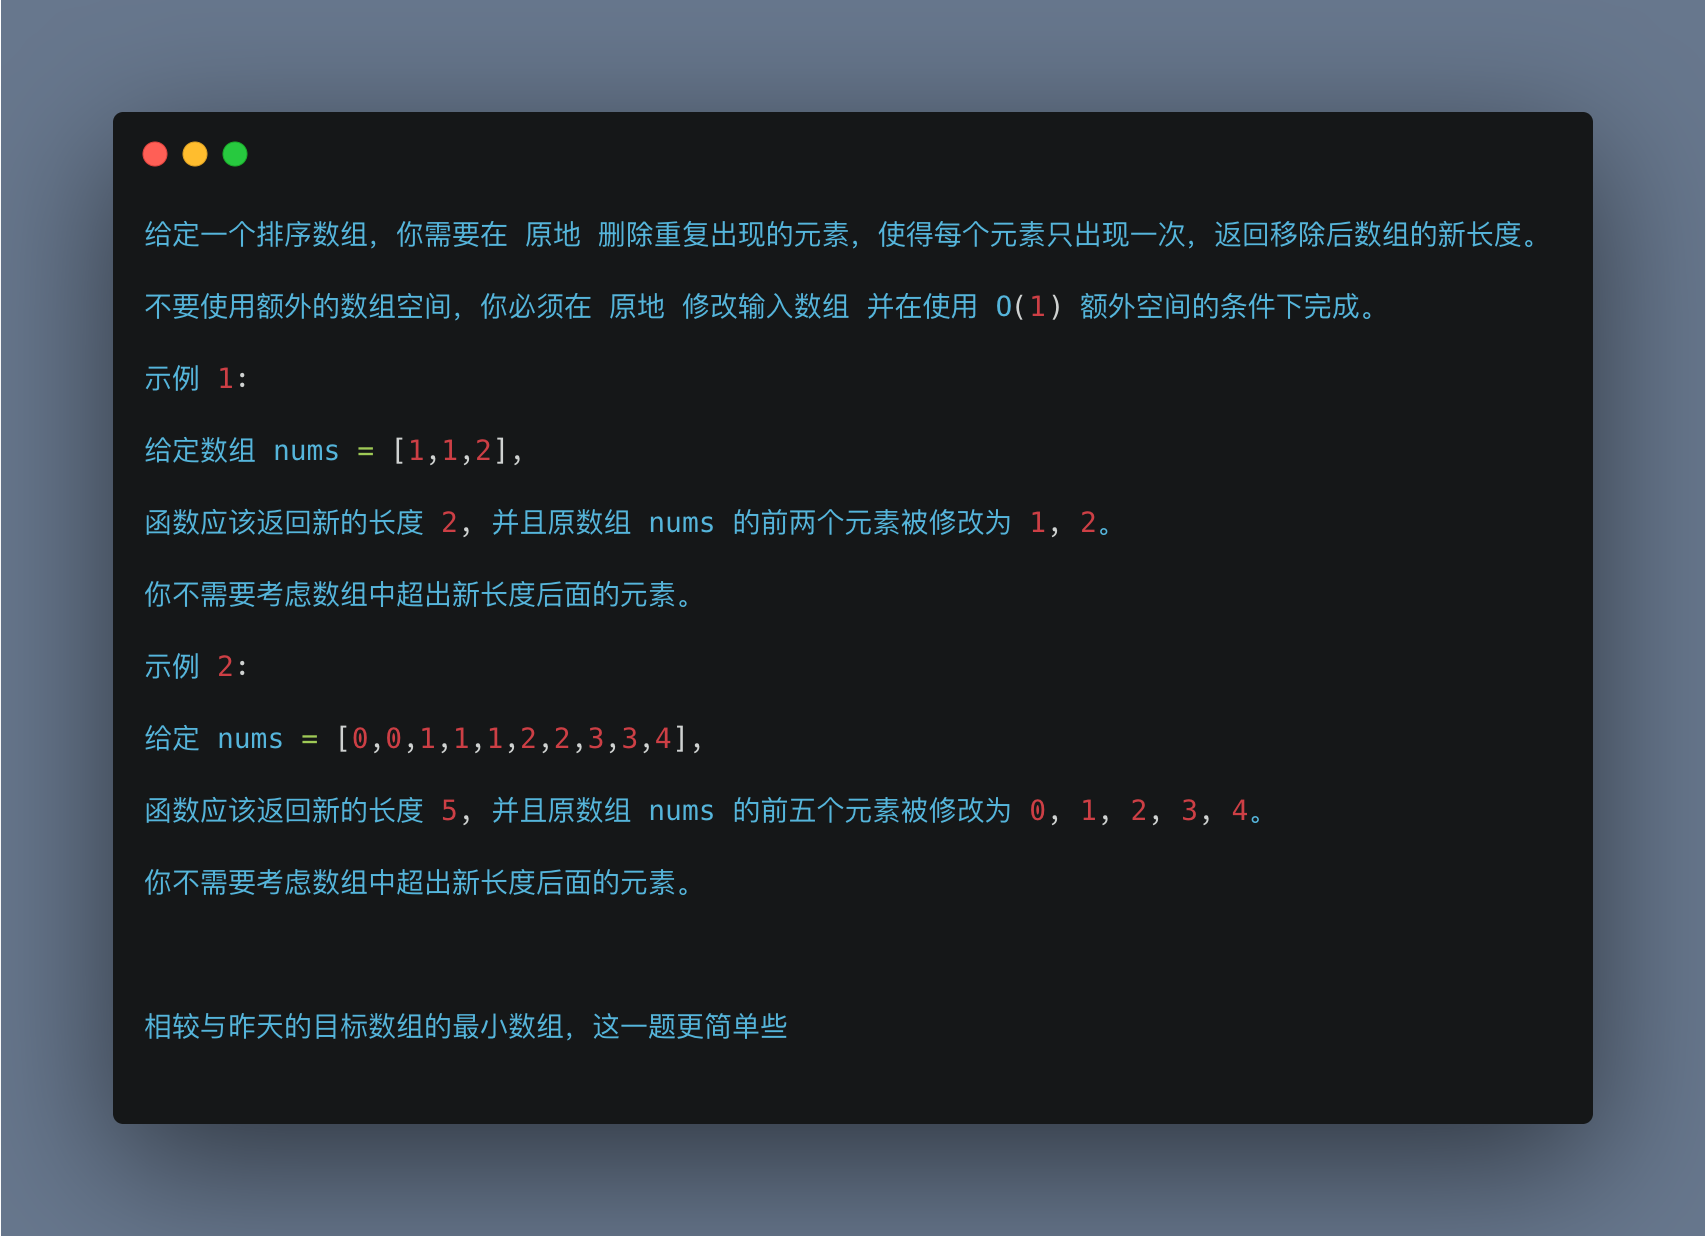 给定一个排序数组，你需要在 原地 删除重复出现的元素，使得每个元素只出现一次，返回移除后数组的新长度。
不要使用额外的数组空间，你必须在 原地 修改输入数组 并在使用 O(1) 额外空间的条件下完成。
示例 1:
给定数组 nums = [1,1,2],
函数应该返回新的长度 2, 并且原数组 nums 的前两个元素被修改为 1, 2。
你不需要考虑数组中超出新长度后面的元素。
示例 2:
给定 nums = [0,0,1,1,1,2,2,3,3,4],
函数应该返回新的长度 5, 并且原数组 nums 的前五个元素被修改为 0, 1, 2, 3, 4。
你不需要考虑数组中超出新长度后面的元素。
相较与昨天的目标数组的最小数组，这一题更简单些